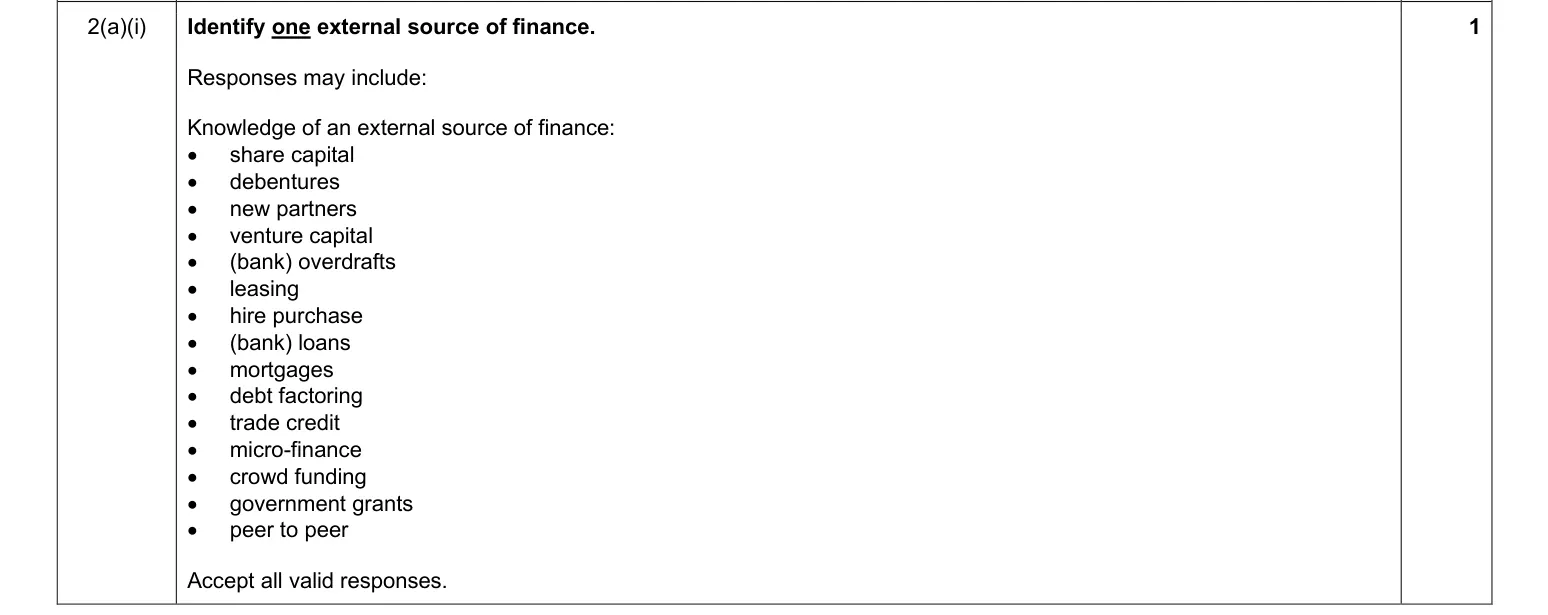 2(a)(i) Identify one external source of finance. 1
Responses may include:
Knowledge of an external source of finance:
• share capital
• debentures
• new partners
• venture capital
• (bank) overdrafts
• leasing
• hire purchase
• (bank) loans
• mortgages
• debt factoring
• trade credit
• micro-finance
• crowd funding
• government grants
• peer to peer
Accept all valid responses.